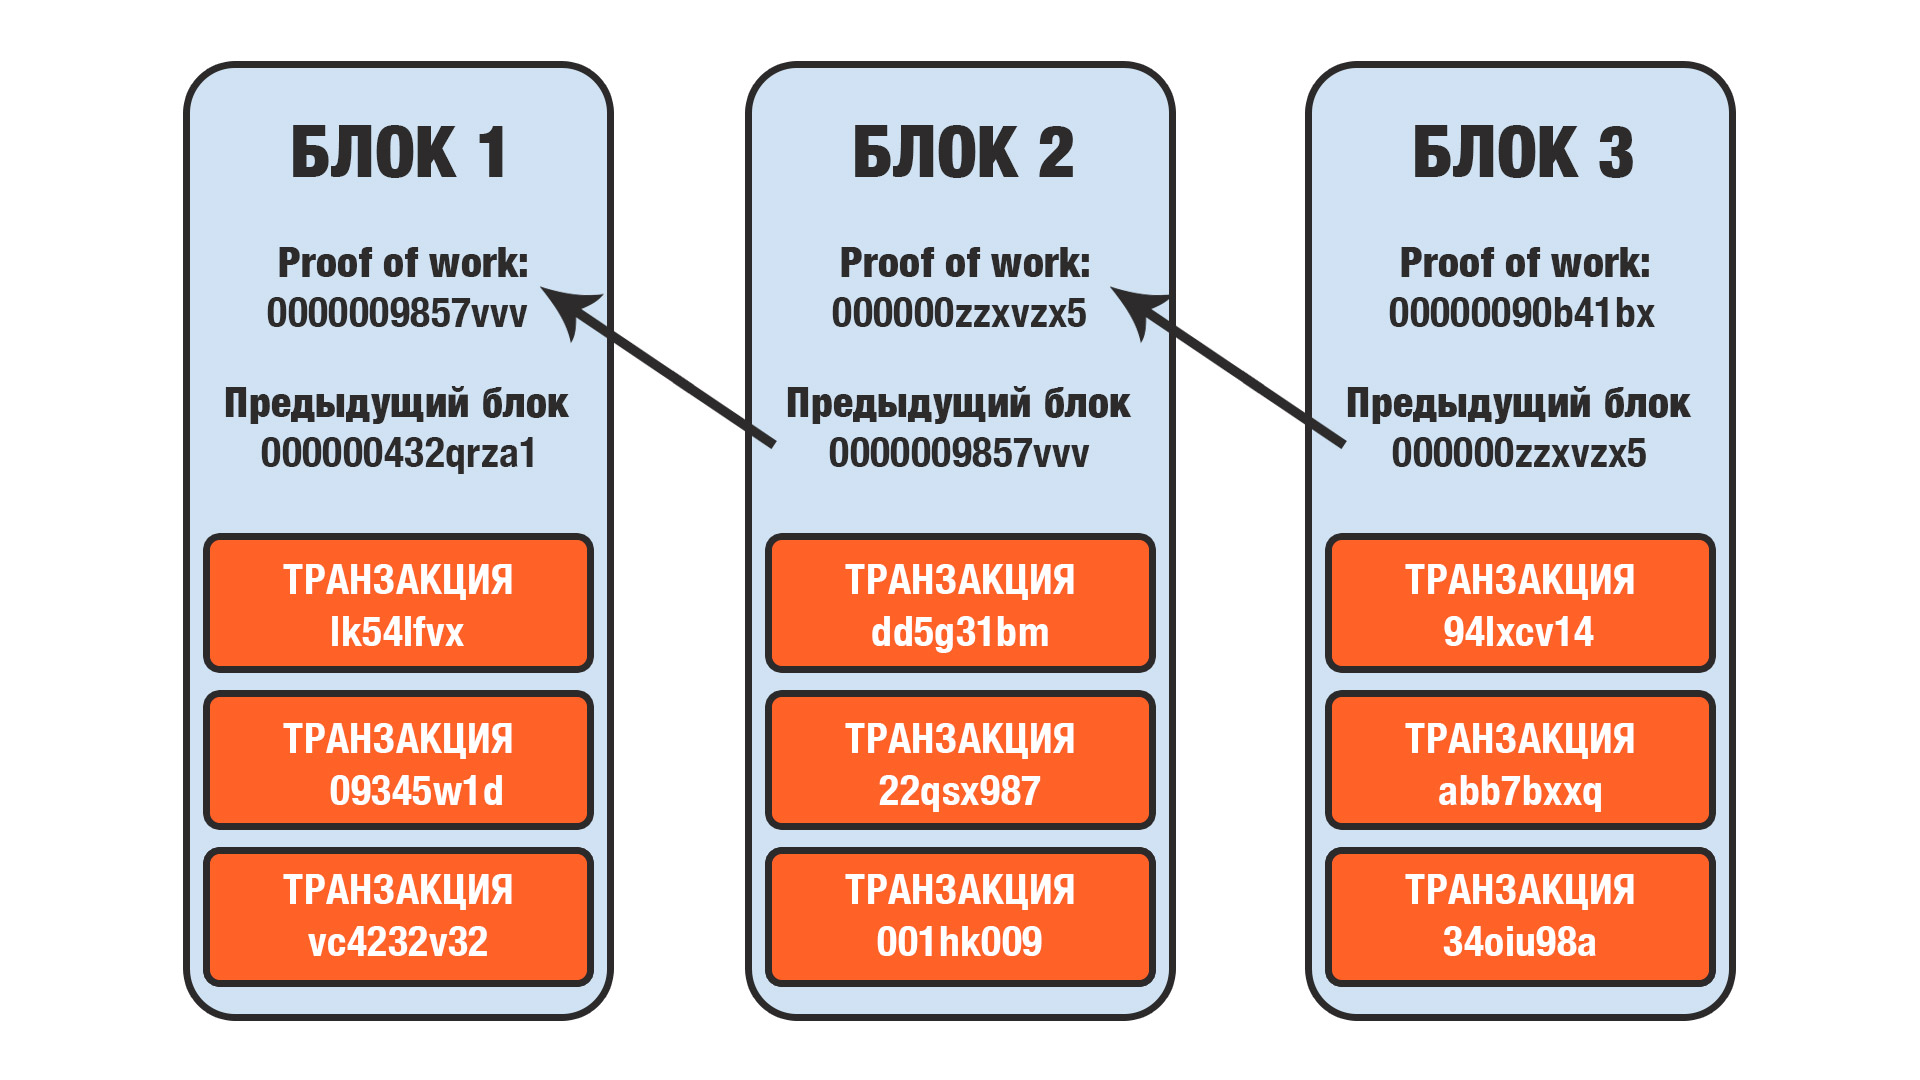 БЛОК 1
Proof of work:
0000009857vvv
Предыдущий блок
000000432qrza1
ТРАНЗАКЦИЯ
lk54lfvx
ТРАНЗАКЦИЯ
09345w1d
ТРАНЗАКЦИЯ
vc4232v32
БЛОК 2
Proof of work:
000000zzxvzx5
Предыдущий блок
0000009857vvv
ТРАНЗАКЦИЯ
dd5g31bm
ТРАНЗАКЦИЯ
22qsx987
ТРАНЗАКЦИЯ
001hk009
БЛОК 3
Proof of work:
00000090b41bx
Предыдущий блок
000000zzxvzx5
ТРАНЗАКЦИЯ
94lxcv14
ТРАНЗАКЦИЯ
abb7bxxq
ТРАНЗАКЦИЯ
34oiu98a